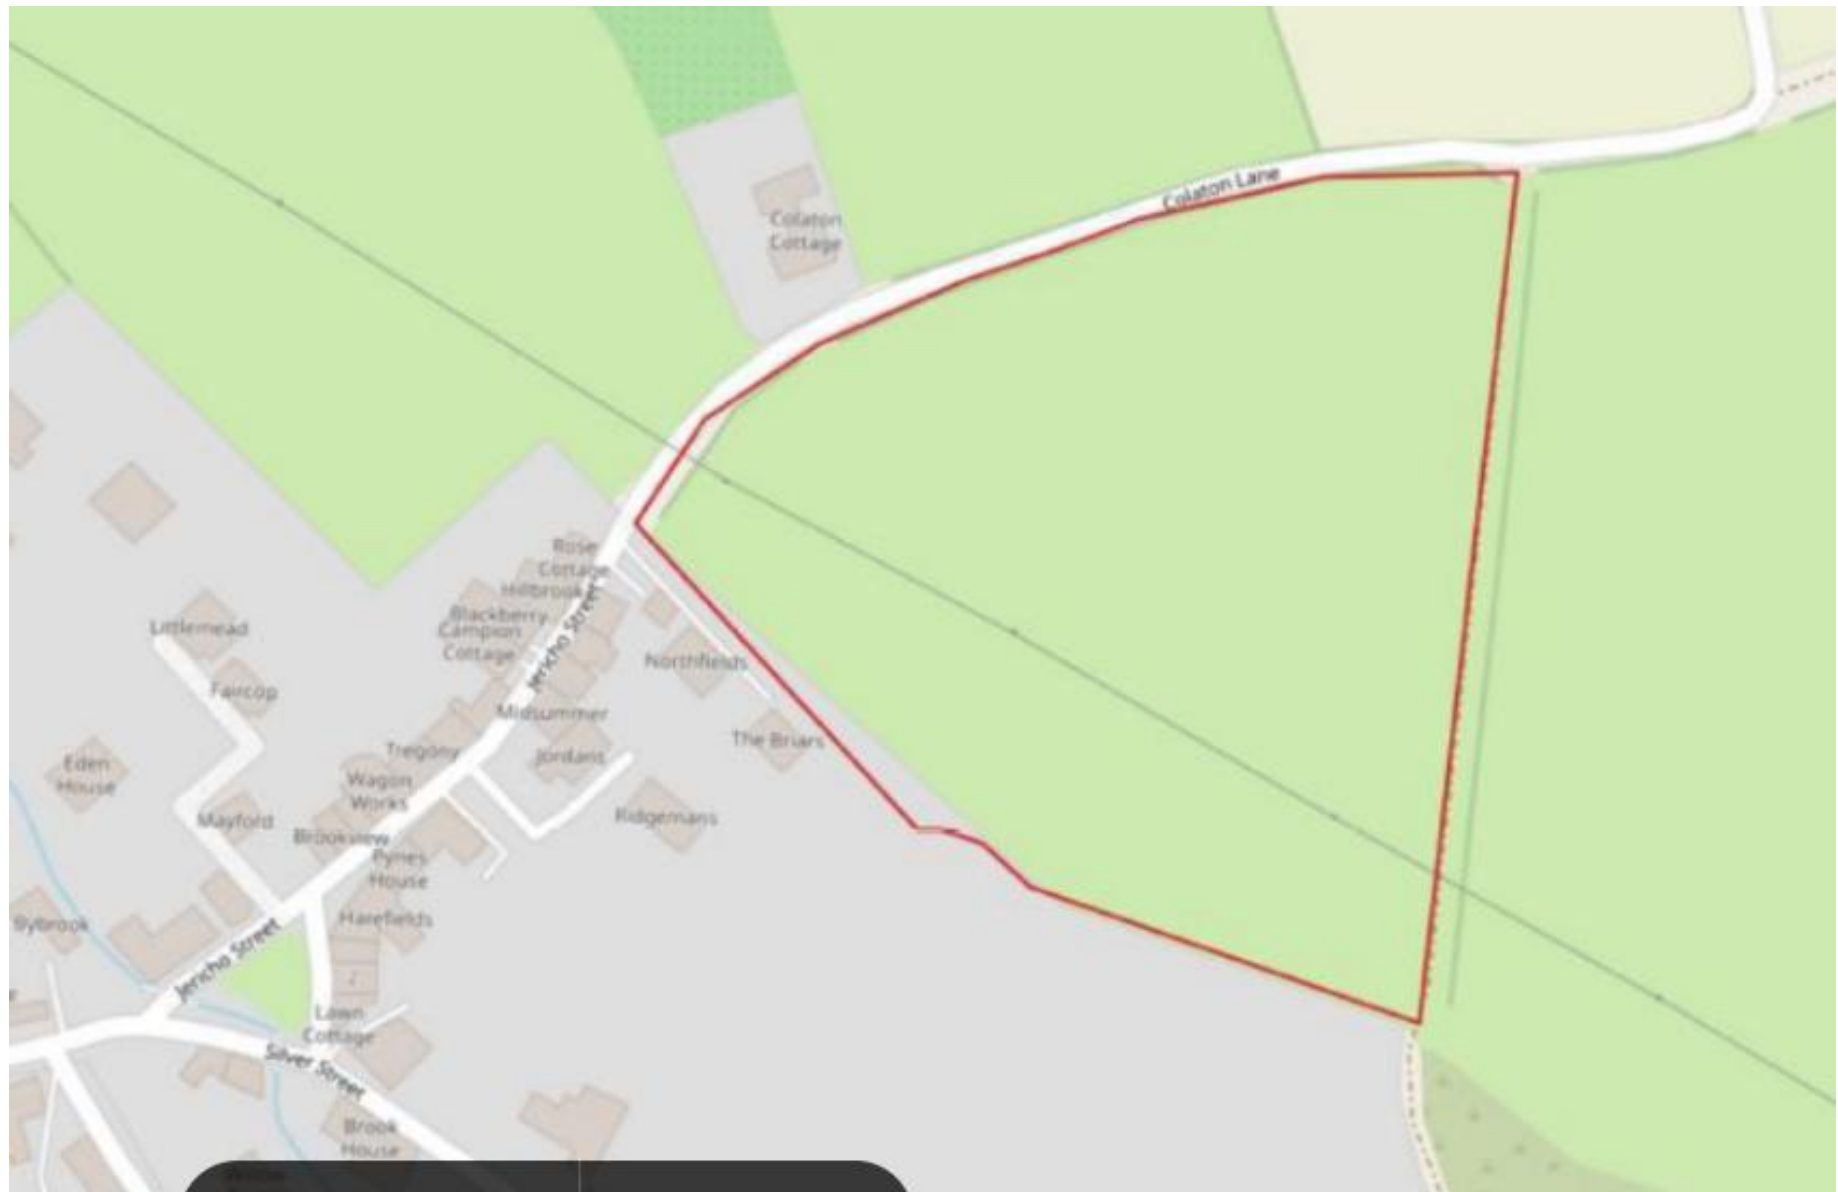 Colaton Lane
Colaton
Cottage
Rose
Cottage
Hillbrook
Blackberry
Campion
Cottage
Jericho Street
Littlemead
Northfields
Faircop
Midsummer
The Briars
Tregony
Jordans
Eden
House
Wagon
Works
Ridgemans
Mayford
Brookview
Pynes
House
Harefields
Bybrook
Jericho Street
Lawn
Cottage
Silver Street
Brook
House